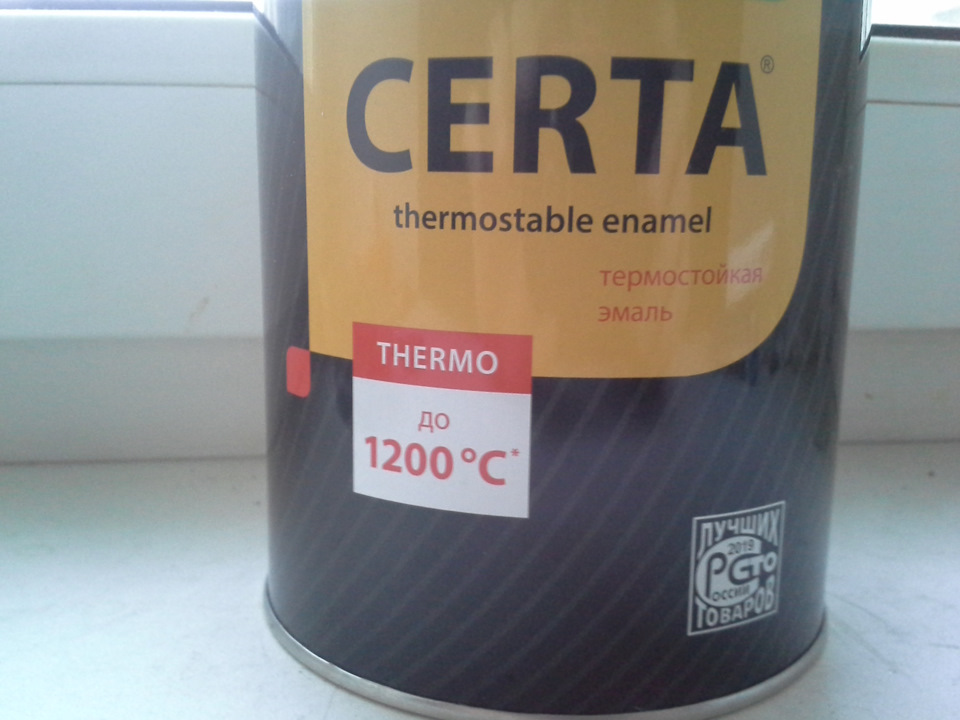 CERTA®
thermostable enamel
термостойкая
эмаль
THERMO
до
1200 °C*
ЛУЧШИХ
2019
СТО
РОССИИ
ТОВАРОВ